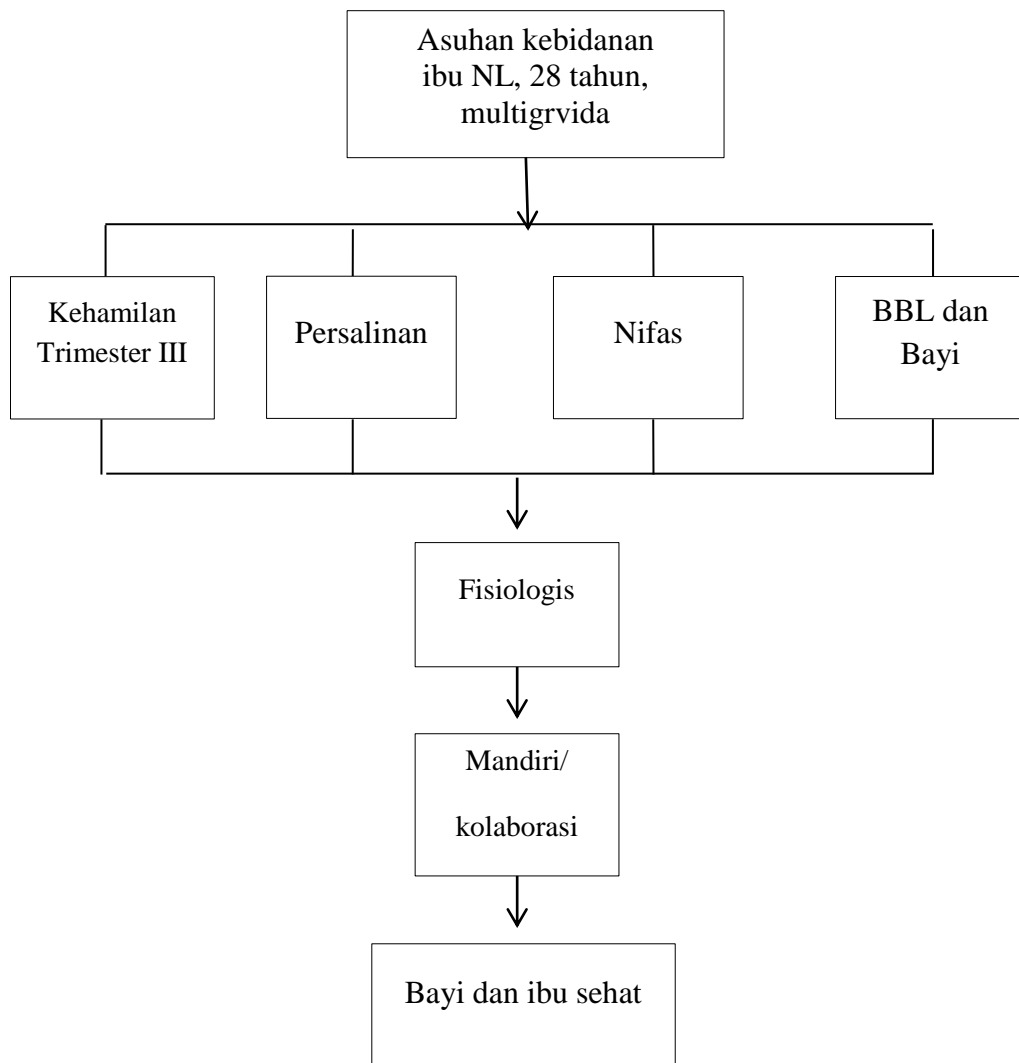 Asuhan kebidanan
ibu NL, 28 tahun,
multigrvida
Kehamilan
Trimester III
Persalinan
Nifas
BBL dan
Bayi
Fisiologis
Mandiri/
kolaborasi
Bayi dan ibu sehat